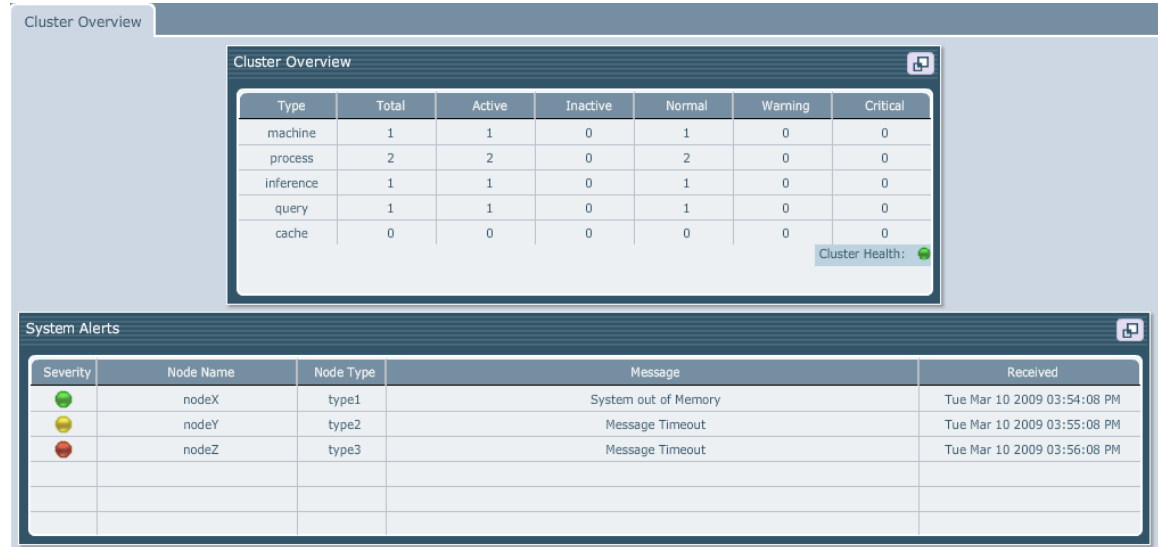 Cluster Overview
Cluster Overview
Type Total Active Inactive Normal Warning Critical
machine 1 1 0 1 0 0
process 2 2 0 2 0 0
inference 1 1 0 1 0 0
query 1 1 0 1 0 0
cache 0 0 0 0 0 0
Cluster Health:
System Alerts
Severity Node Name Node Type Message Received
nodeX type1 System out of Memory Tue Mar 10 2009 03:54:08 PM
nodeY type2 Message Timeout Tue Mar 10 2009 03:55:08 PM
nodeZ type3 Message Timeout Tue Mar 10 2009 03:56:08 PM